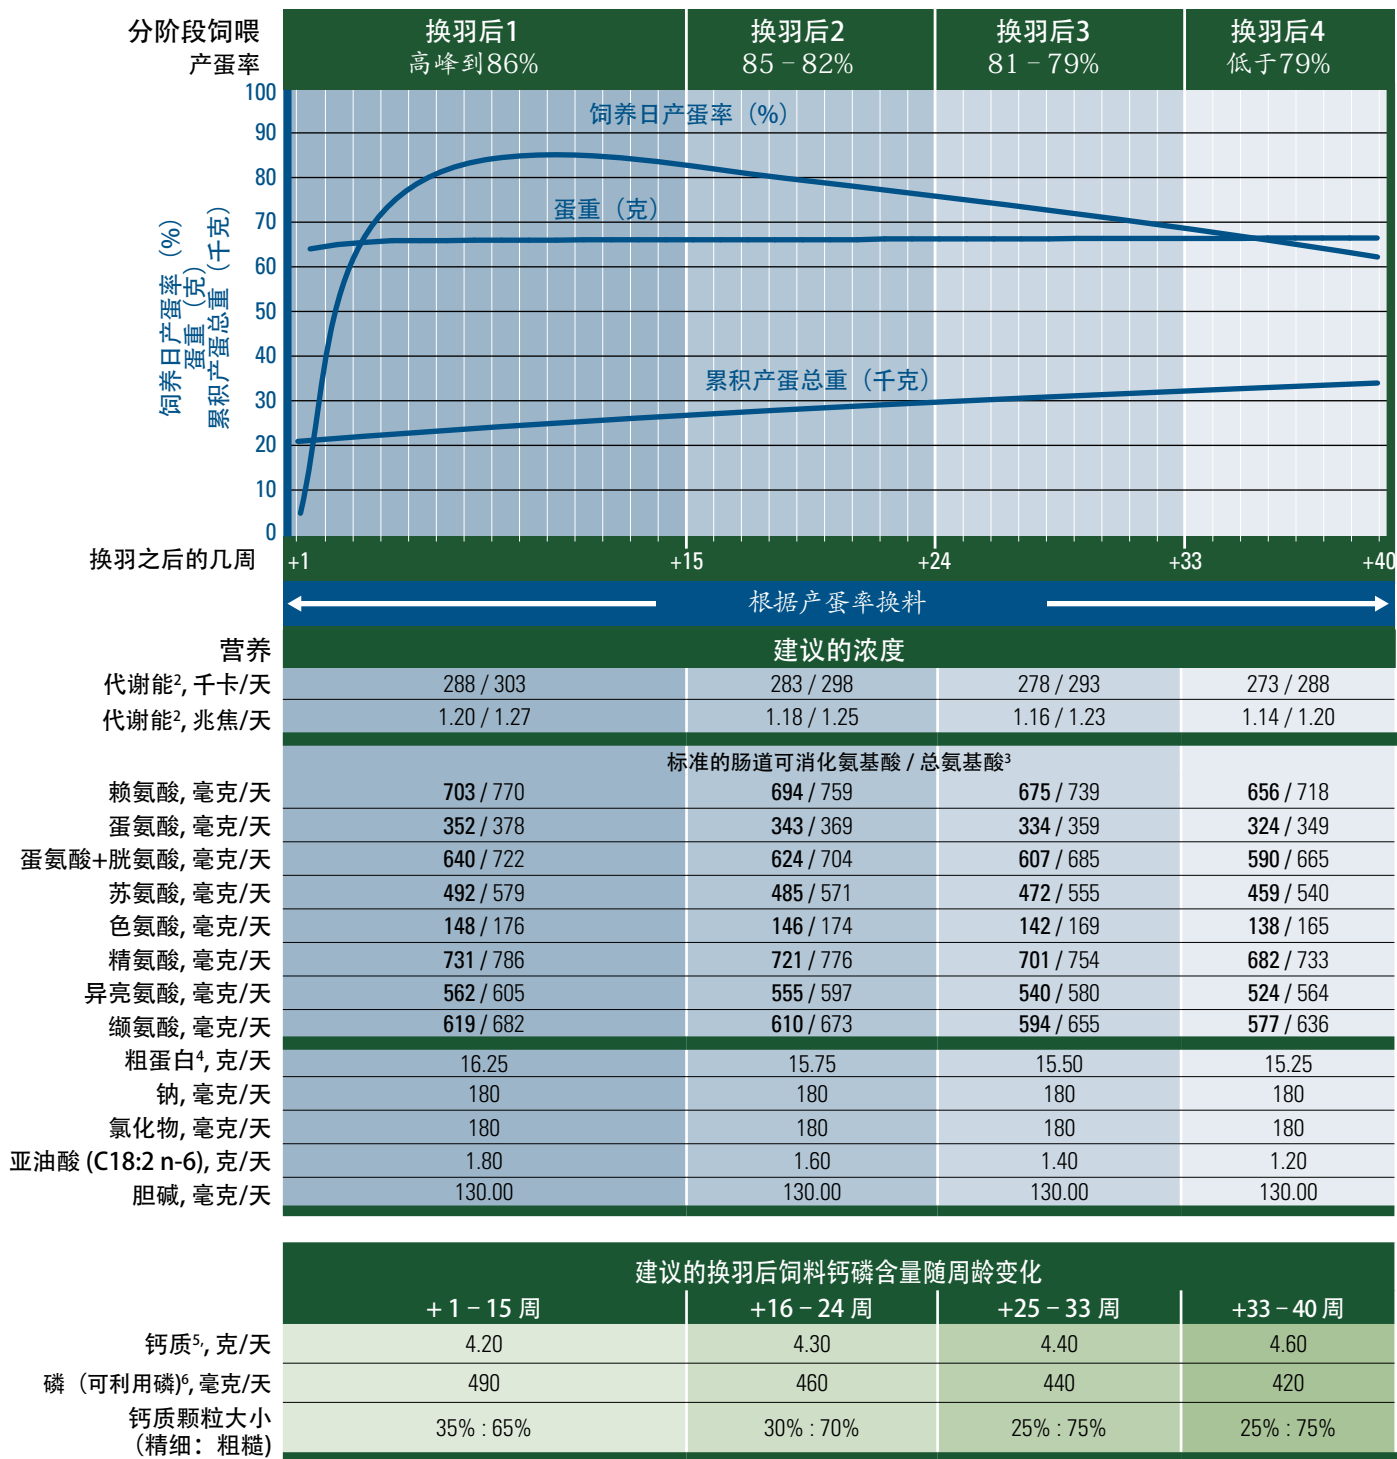 分阶段饲喂 换羽后1 换羽后2 换羽后3 换羽后4
产蛋率 高峰到86% 85–82% 81–79% 低于79%
100
90
80
70
60
50
40
30
20
10
0
饲养日产蛋率（%）
蛋重（克）
累积产蛋总重（千克）
饲养日产蛋率（%）
蛋重（克）
累积产蛋总重（千克）
换羽之后的几周 +1 +15 +24 +33 +40
根据产蛋率换料
营养 建议的浓度
代谢能², 千卡/天 288 / 303 283 / 298 278 / 293 273 / 288
代谢能², 兆焦/天 1.20 / 1.27 1.18 / 1.25 1.16 / 1.23 1.14 / 1.20
标准的肠道可消化氨基酸 / 总氨基酸³
赖氨酸, 毫克/天 703 / 770 694 / 759 675 / 739 656 / 718
蛋氨酸, 毫克/天 352 / 378 343 / 369 334 / 359 324 / 349
蛋氨酸+胱氨酸, 毫克/天 640 / 722 624 / 704 607 / 685 590 / 665
苏氨酸, 毫克/天 492 / 579 485 / 571 472 / 555 459 / 540
色氨酸, 毫克/天 148 / 176 146 / 174 142 / 169 138 / 165
精氨酸, 毫克/天 731 / 786 721 / 776 701 / 754 682 / 733
异亮氨酸, 毫克/天 562 / 605 555 / 597 540 / 580 524 / 564
缬氨酸, 毫克/天 619 / 682 610 / 673 594 / 655 577 / 636
粗蛋白⁴, 克/天 16.25 15.75 15.50 15.25
钠, 毫克/天 180 180 180 180
氯化物, 毫克/天 180 180 180 180
亚油酸 (C18:2 n-6), 克/天 1.80 1.60 1.40 1.20
胆碱, 毫克/天 130.00 130.00 130.00 130.00
建议的换羽后饲料钙磷含量随周龄变化
+ 1 – 15 周 +16 – 24 周 +25 – 33 周 +33 – 40 周
钙质⁵, 克/天 4.20 4.30 4.40 4.60
磷（可利用磷)⁶, 毫克/天 490 460 440 420
钙质颗粒大小
（精细：粗糙) 35% : 65% 30% : 70% 25% : 75% 25% : 75%